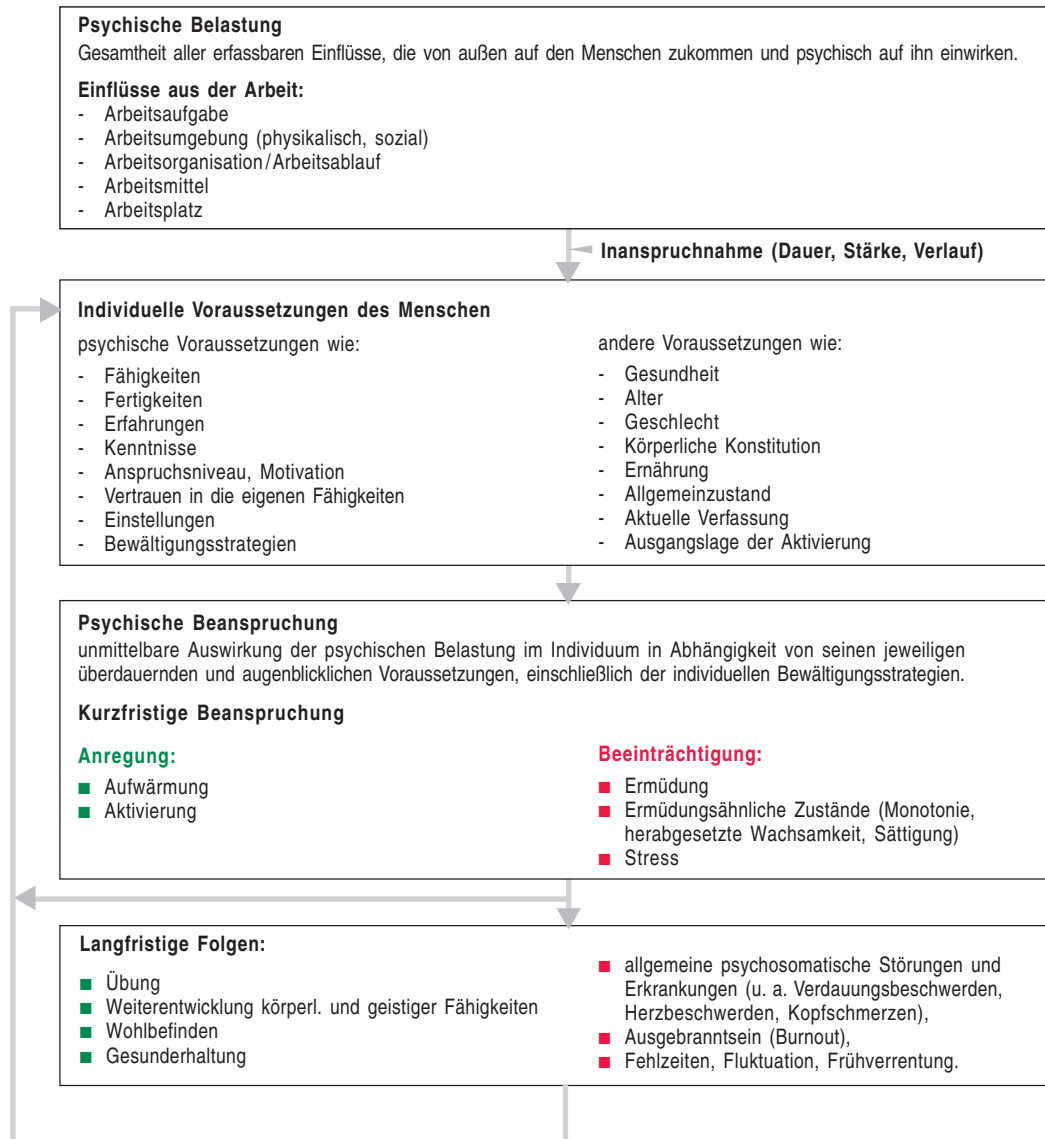 Psychische Belastung
Gesamtheit aller erfassbaren Einflüsse, die von außen auf den Menschen zukommen und psychisch auf ihn einwirken.
Einflüsse aus der Arbeit:
- Arbeitsaufgabe
- Arbeitsumgebung (physikalisch, sozial)
- Arbeitsorganisation/Arbeitsablauf
- Arbeitsmittel
- Arbeitsplatz
Inanspruchnahme (Dauer, Stärke, Verlauf)
Individuelle Voraussetzungen des Menschen
psychische Voraussetzungen wie:
- Fähigkeiten
- Fertigkeiten
- Erfahrungen
- Kenntnisse
- Anspruchsniveau, Motivation
- Vertrauen in die eigenen Fähigkeiten
- Einstellungen
- Bewältigungsstrategien
andere Voraussetzungen wie:
- Gesundheit
- Alter
- Geschlecht
- Körperliche Konstitution
- Ernährung
- Allgemeinzustand
- Aktuelle Verfassung
- Ausgangslage der Aktivierung
Psychische Beanspruchung
unmittelbare Auswirkung der psychischen Belastung im Individuum in Abhängigkeit von seinen jeweiligen
überdauernden und augenblicklichen Voraussetzungen, einschließlich der individuellen Bewältigungsstrategien.
Kurzfristige Beanspruchung
Anregung:
■ Aufwärmung
■ Aktivierung
Beeinträchtigung:
■ Ermüdung
■ Ermüdungsähnliche Zustände (Monotonie,
herabgesetzte Wachsamkeit, Sättigung)
■ Stress
Langfristige Folgen:
■ Übung
■ Weiterentwicklung körperl. und geistiger Fähigkeiten
■ Wohlbefinden
■ Gesunderhaltung
■ allgemeine psychosomatische Störungen und
Erkrankungen (u. a. Verdauungsbeschwerden,
Herzbeschwerden, Kopfschmerzen),
■ Ausgebranntsein (Burnout),
■ Fehlzeiten, Fluktuation, Frühverrentung.